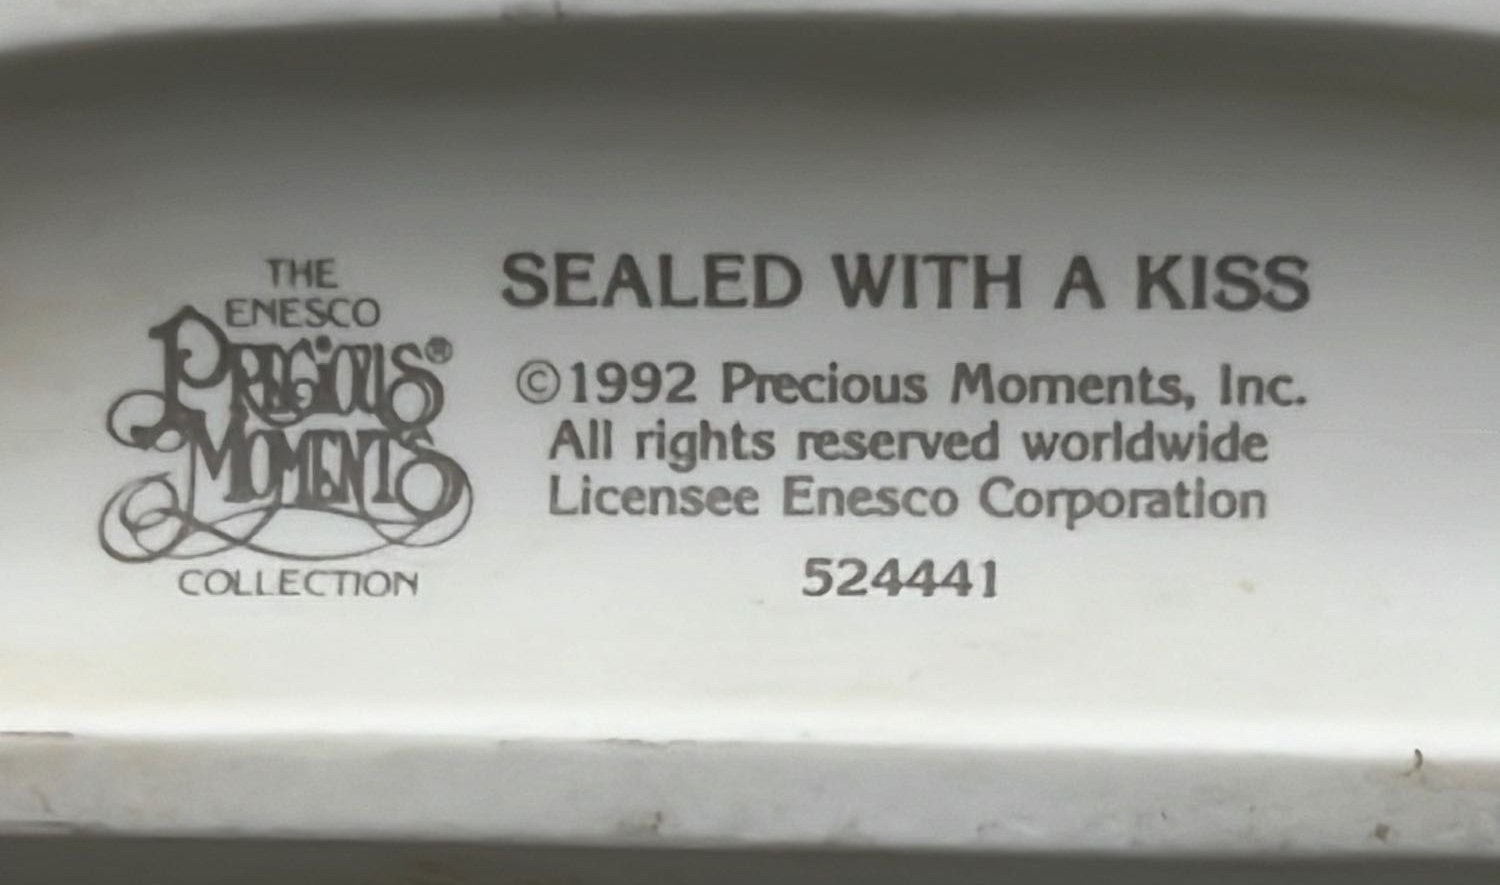 THE
ENESCO
PRECIOUS®
MOMENTS
COLLECTION
SEALED WITH A KISS
©1992 Precious Moments, Inc.
All rights reserved worldwide
Licensee Enesco Corporation
524441